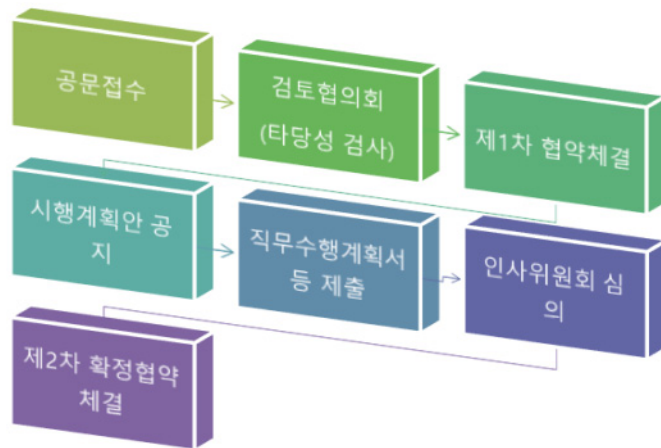 공문접수
검토협의회
(타당성 검사)
제1차 협약체결
시행계획안 공
지
직무수행계획서
등 제출
인사위원회 심
의
제2차 확정협약
체결